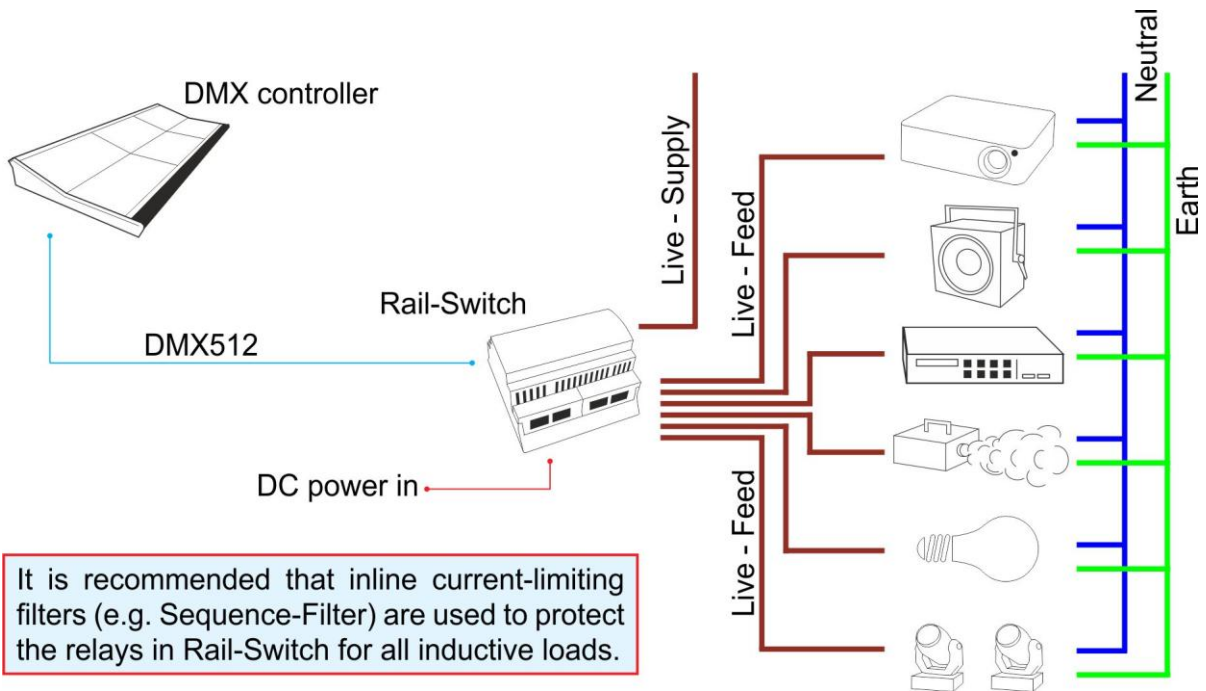 DMX controller
Rail-Switch
DMX512
DC power in
Live - Supply
Live - Feed
Live - Feed
Neutral
Earth
It is recommended that inline current-limiting
filters (e.g. Sequence-Filter) are used to protect
the relays in Rail-Switch for all inductive loads.